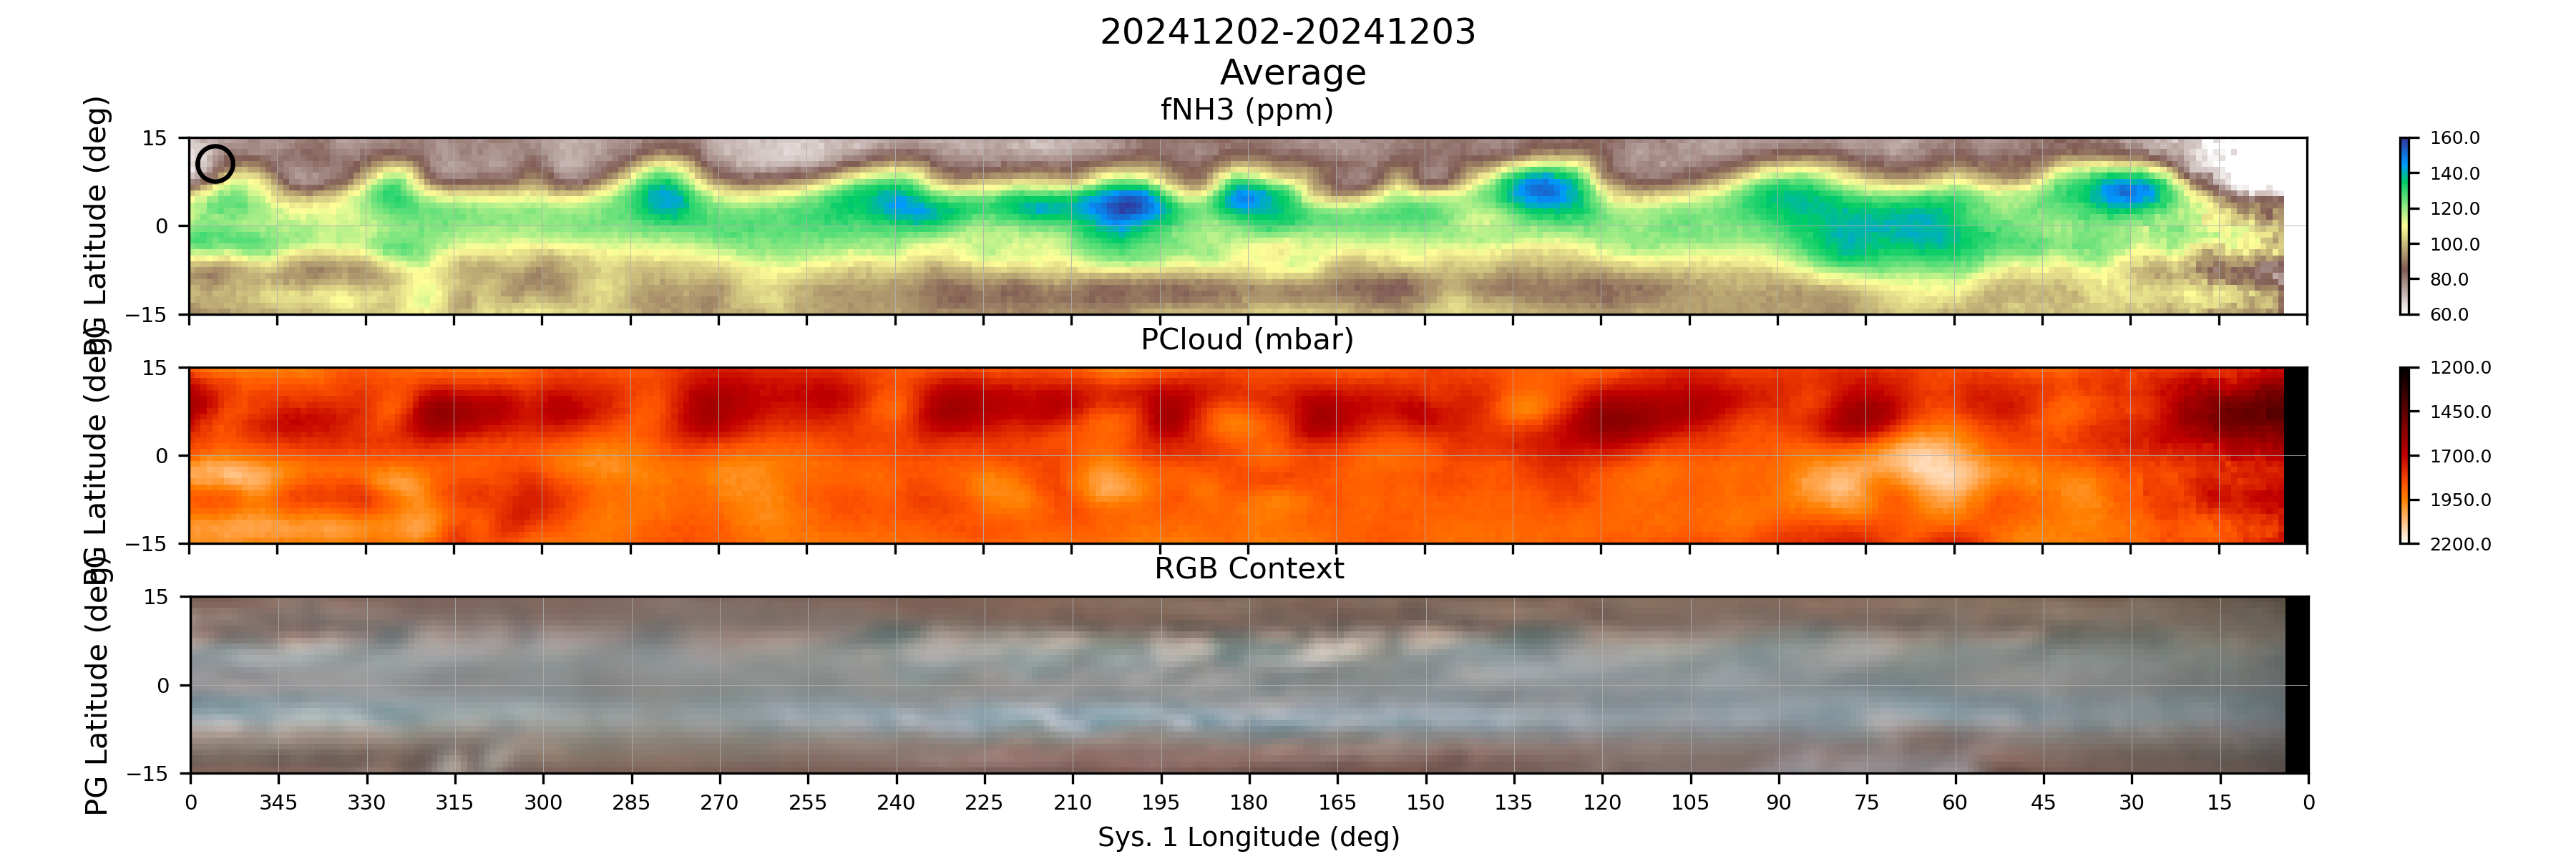 20241202-20241203
Average
fNH3 (ppm)
PG Latitude (deg)
15
0
−15
160.0
140.0
120.0
100.0
80.0
60.0
PCloud (mbar)
PG Latitude (deg)
15
0
−15
1200.0
1450.0
1700.0
1950.0
2200.0
RGB Context
PG Latitude (deg)
15
0
−15
0 345 330 315 300 285 270 255 240 225 210 195 180 165 150 135 120 105 90 75 60 45 30 15 0
Sys. 1 Longitude (deg)